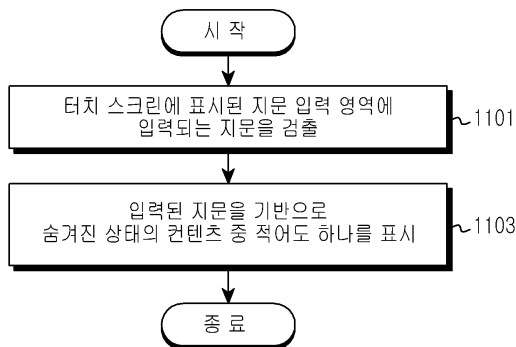 시 작
터치 스크린에 표시된 지문 입력 영역에
입력되는 지문을 검출
1101
입력된 지문을 기반으로
숨겨진 상태의 컨텐츠 중 적어도 하나를 표시
1103
종 료